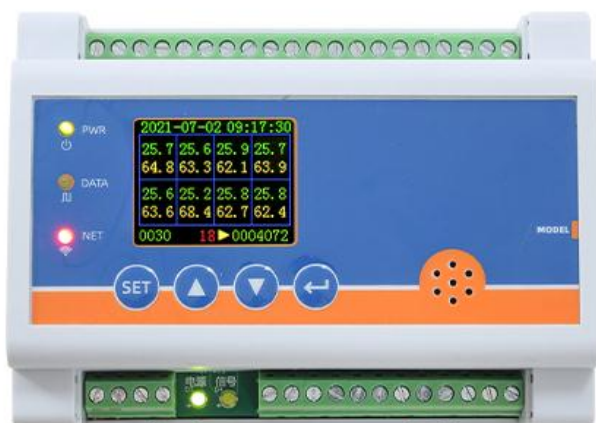 PWR
DATA
NET
2021-07-02 09:17:30
25.7 25.6 25.9 25.7
64.8 63.3 62.1 63.9
25.6 25.2 25.8 25.8
63.6 68.4 62.7 62.4
0030 18 0004072
MODEL
SET
电源 信号